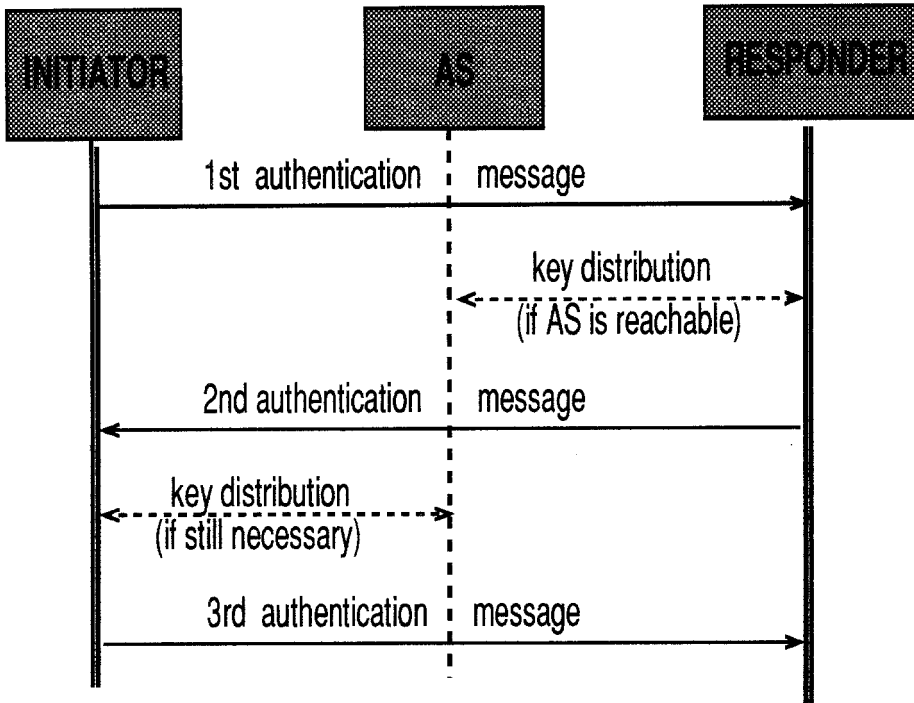 INITIATOR AS RESPONDER
1st authentication message
key distribution
(if AS is reachable)
2nd authentication message
key distribution
(if still necessary)
3rd authentication message